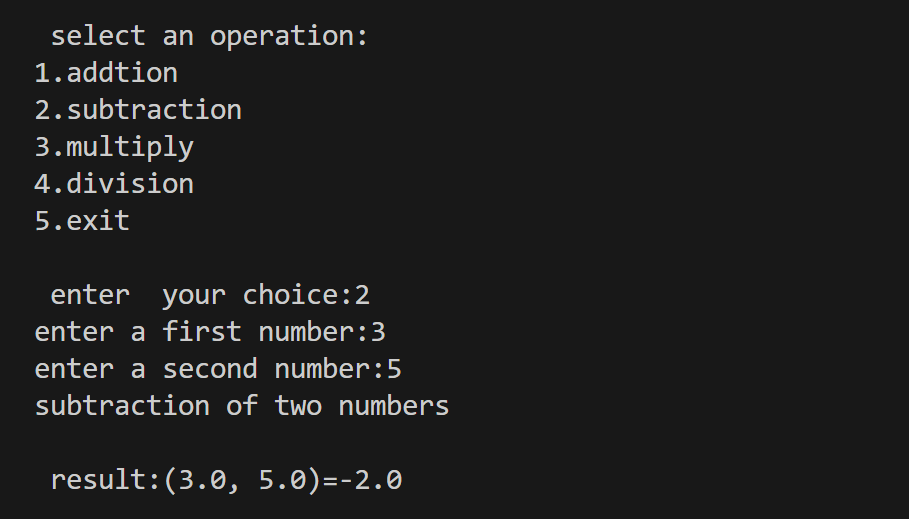 select an operation:
1.addtion
2.subtraction
3.multiply
4.division
5.exit
enter  your choice:2
enter a first number:3
enter a second number:5
subtraction of two numbers
result:(3.0, 5.0)=-2.0